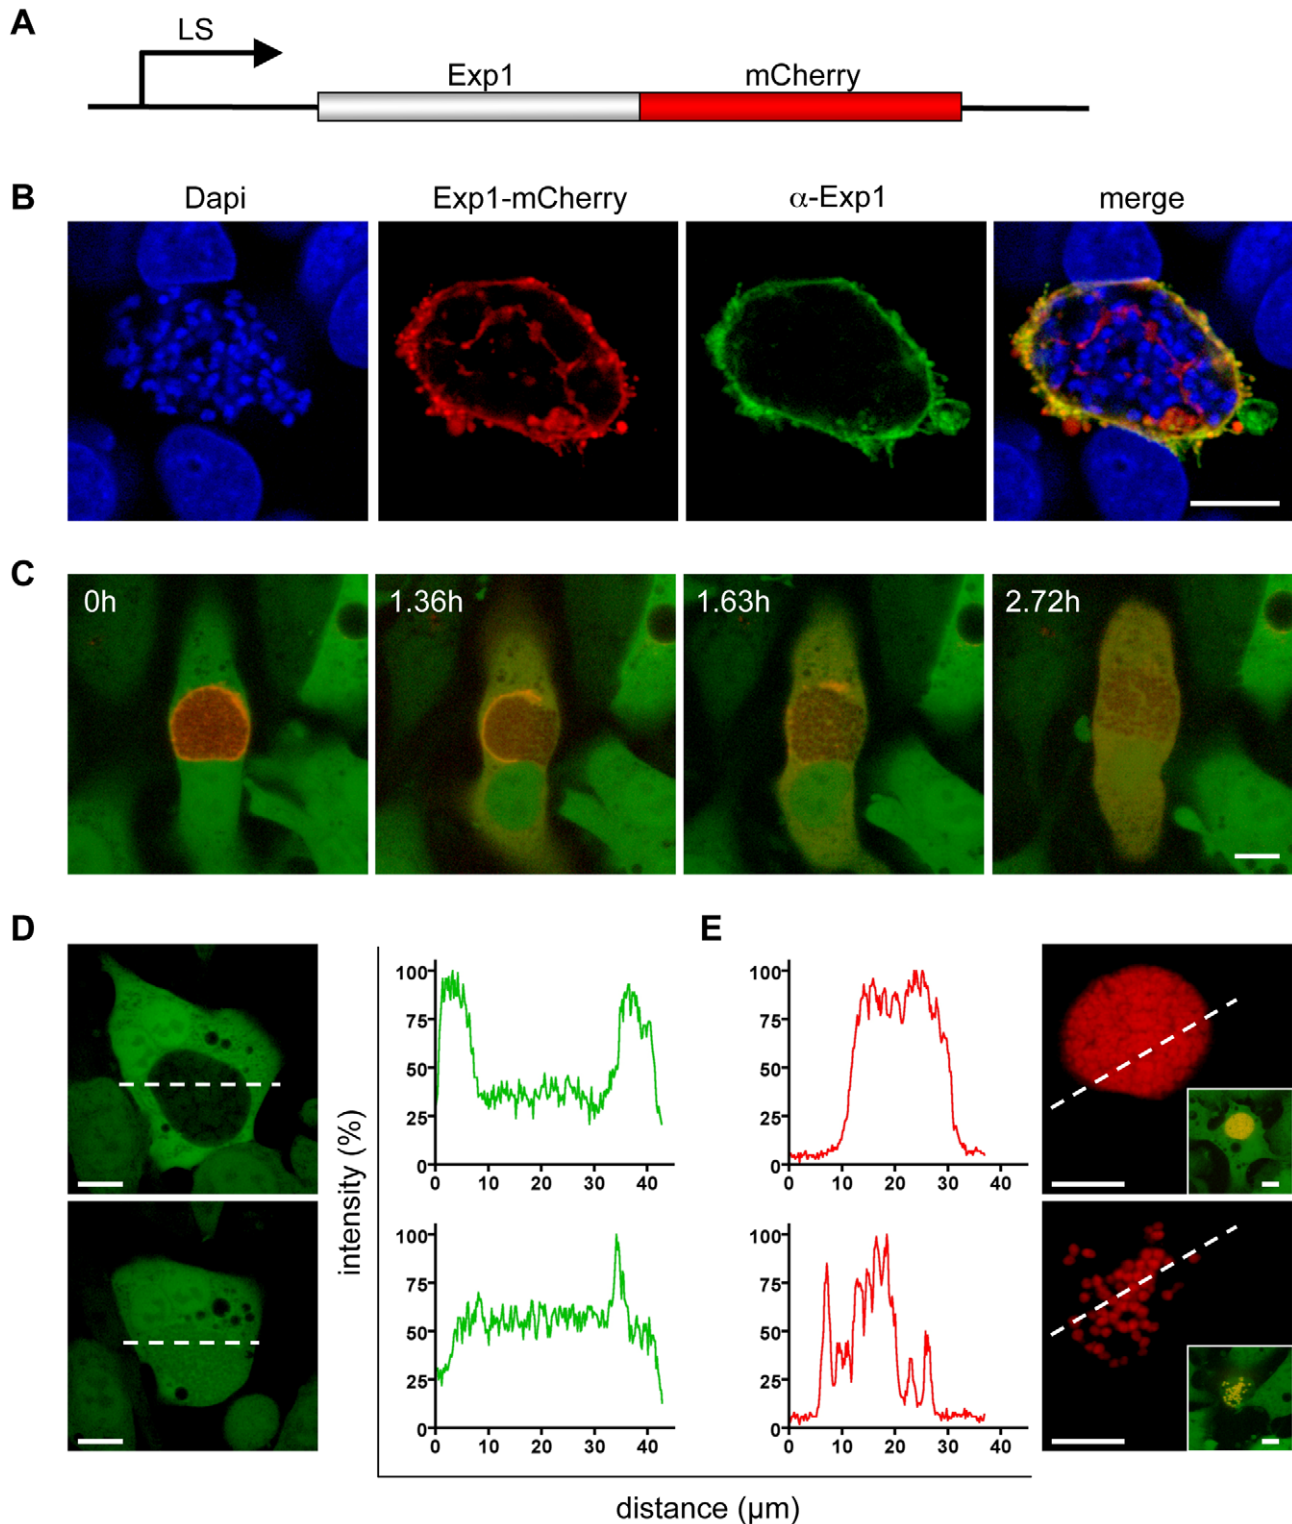 A
LS
Exp1 mCherry
B
Dapi Exp1-mCherry α-Exp1 merge
C
0h 1.36h 1.63h 2.72h
D E
intensity (%)
100 100
75 75
50 50
25 25
0 0
0 10 20 30 40 0 10 20 30 40
100 100
75 75
50 50
25 25
0 0
0 10 20 30 40 0 10 20 30 40
distance (µm)